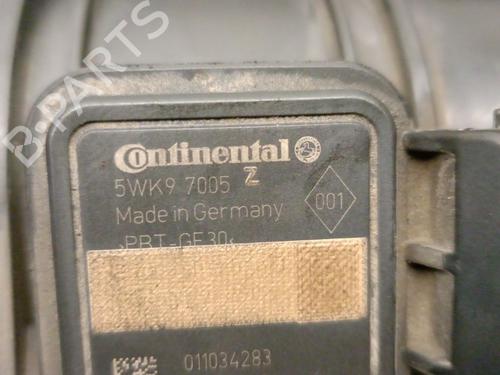 B-PARTS
Continental
5WK9 7005 Z
Made in Germany
001
>PBT-GF30<
011034283